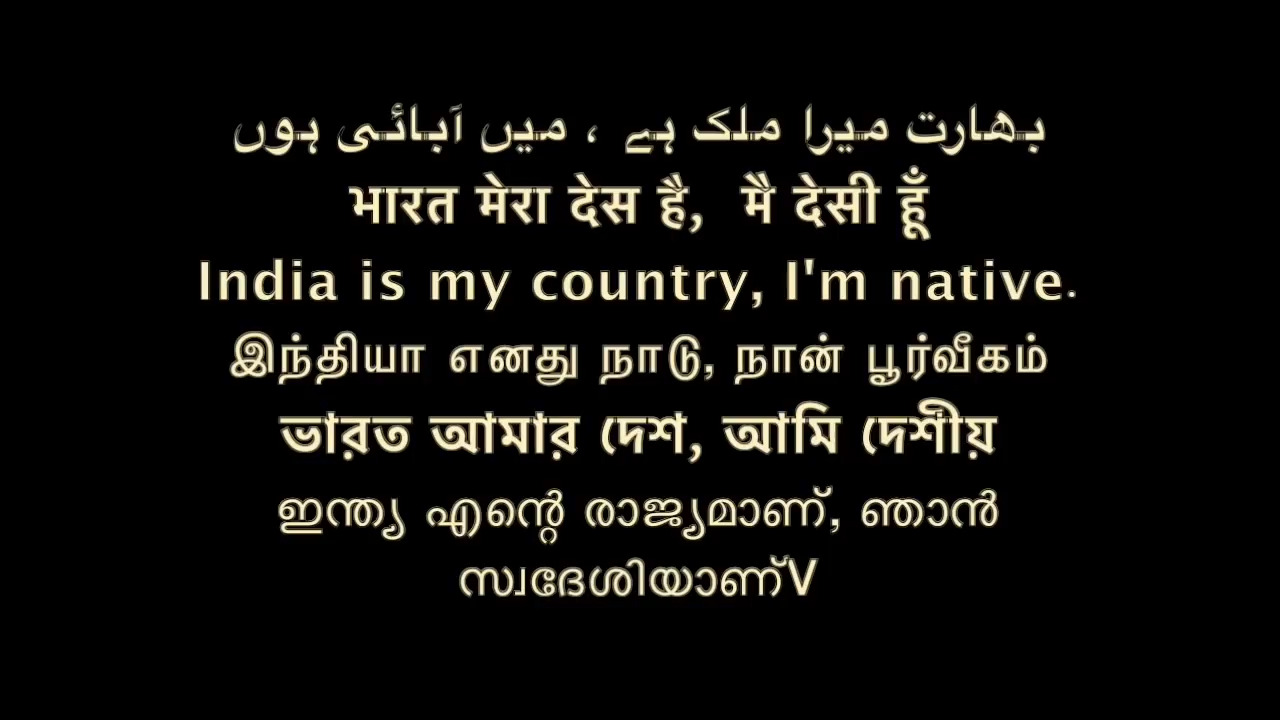 بھارت میرا ملک ہے ، میں آبائی ہوں
भारत मेरा देस है, मै देसी हूँ
India is my country, I'm native.
இந்தியா எனது நாடு, நான் பூர்வீகம்
ভারত আমার দেশ, আমি দেশীয়
ഇന്ത്യ എന്റെ രാജ്യമാണ്, ഞാൻ
സ്വദേശിയാണ്V